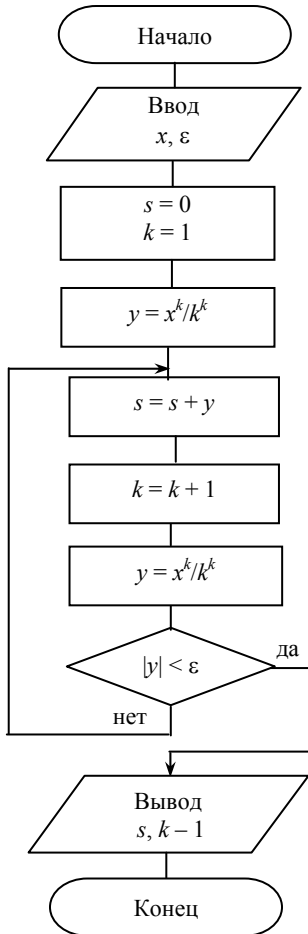 Начало
Ввод
x, ε
s = 0
k = 1
y = x^k/k^k
s = s + y
k = k + 1
y = x^k/k^k
|y| < ε
да
нет
Вывод
s, k – 1
Конец